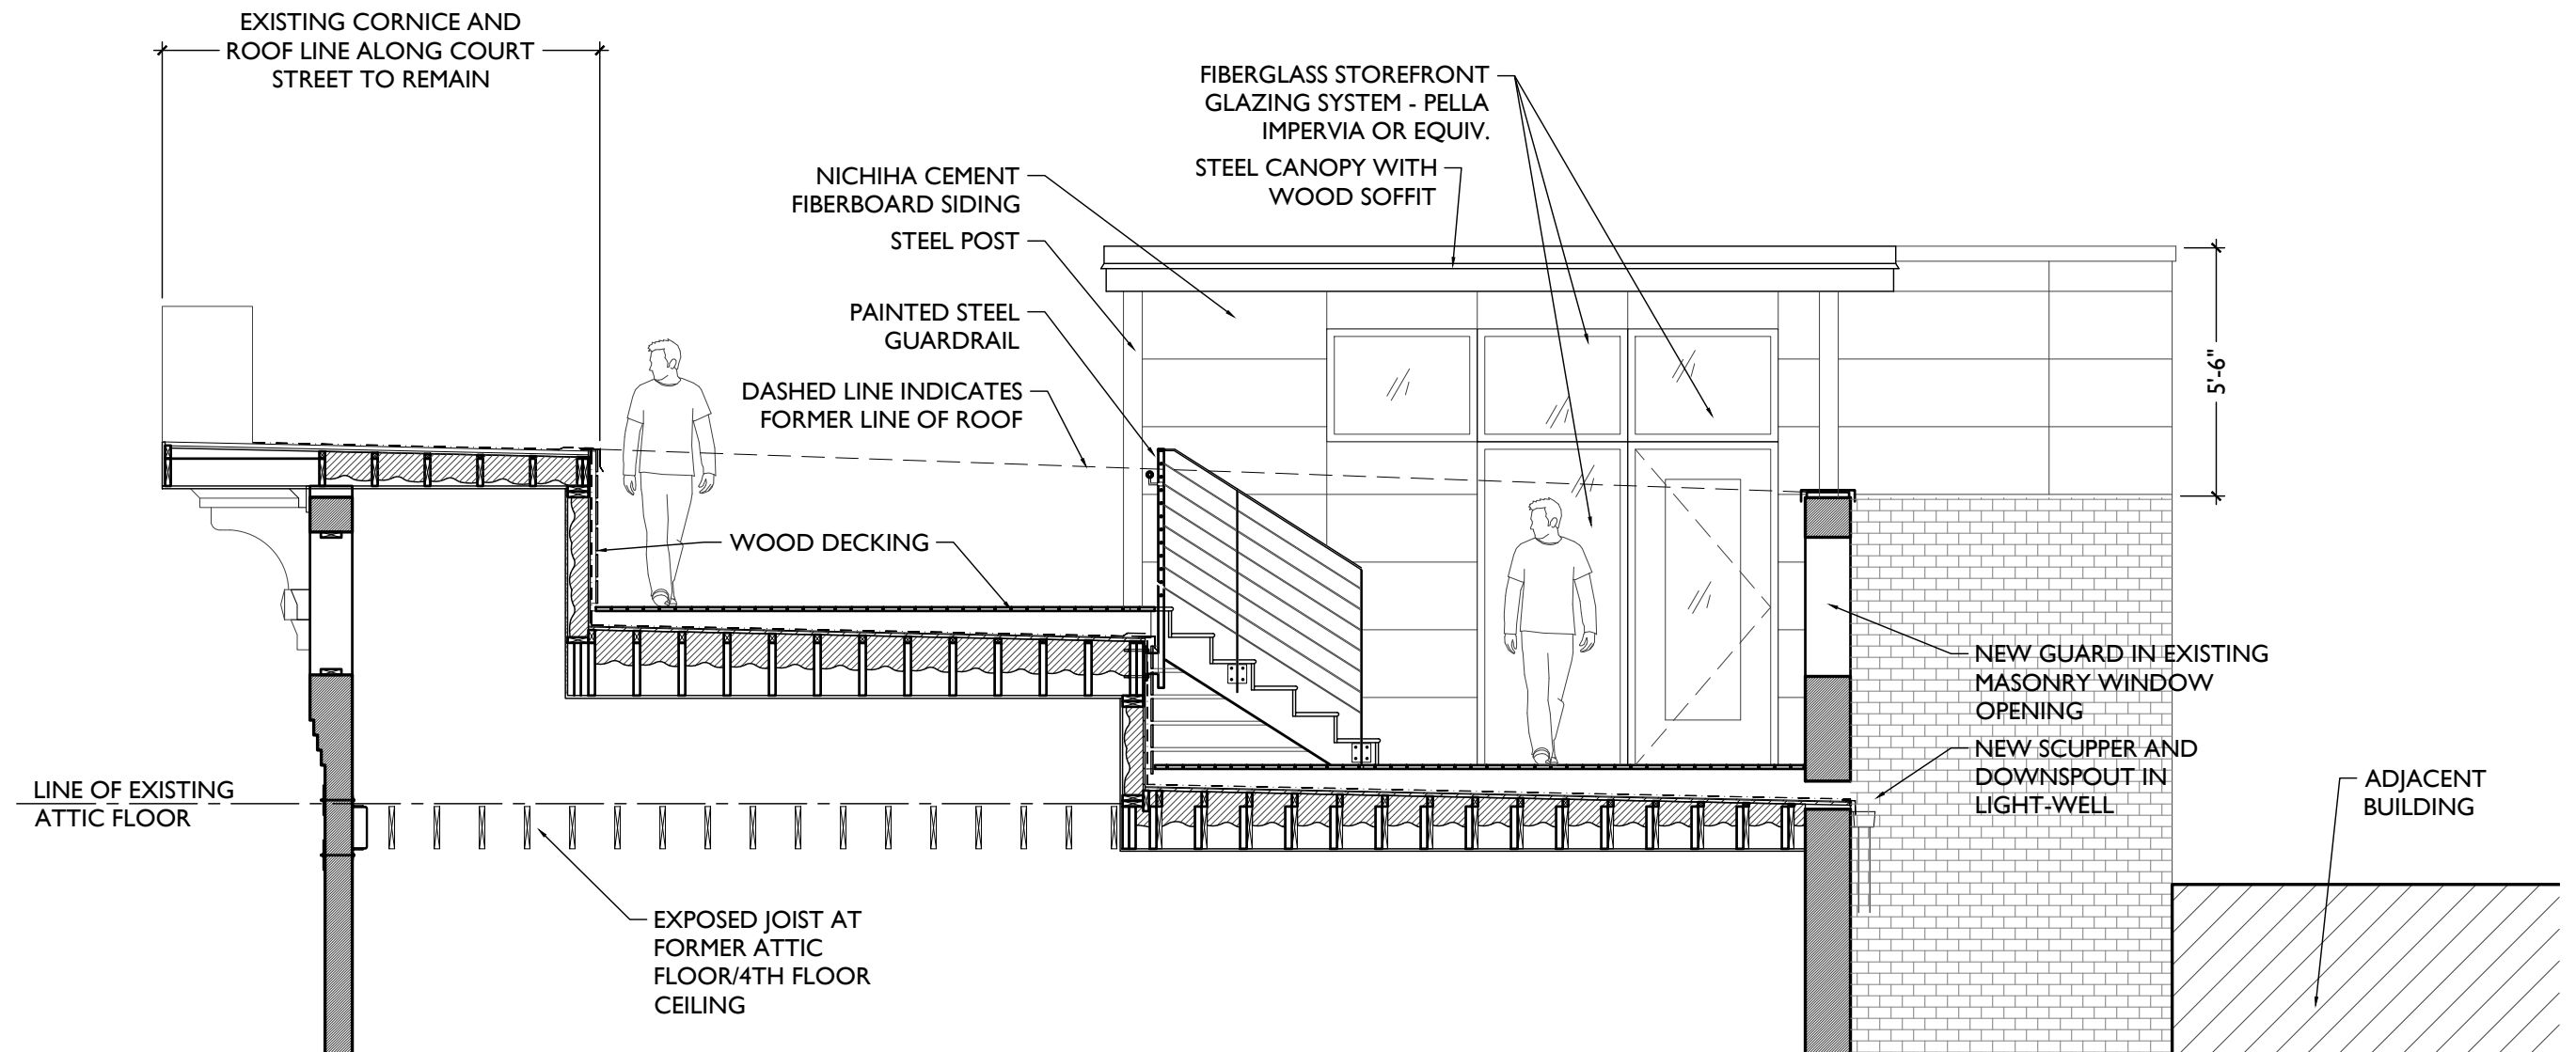 EXISTING CORNICE AND
ROOF LINE ALONG COURT
STREET TO REMAIN
FIBERGLASS STOREFRONT
GLAZING SYSTEM - PELLA
IMPERVIA OR EQUIV.
STEEL CANOPY WITH
WOOD SOFFIT
NICHIHA CEMENT
FIBERBOARD SIDING
STEEL POST
PAINTED STEEL
GUARDRAIL
DASHED LINE INDICATES
FORMER LINE OF ROOF
5'-6"
WOOD DECKING
NEW GUARD IN EXISTING
MASONRY WINDOW
OPENING
NEW SCUPPER AND
DOWNSPOUT IN
LIGHT-WELL
LINE OF EXISTING
ATTIC FLOOR
ADJACENT
BUILDING
EXPOSED JOIST AT
FORMER ATTIC
FLOOR/4TH FLOOR
CEILING